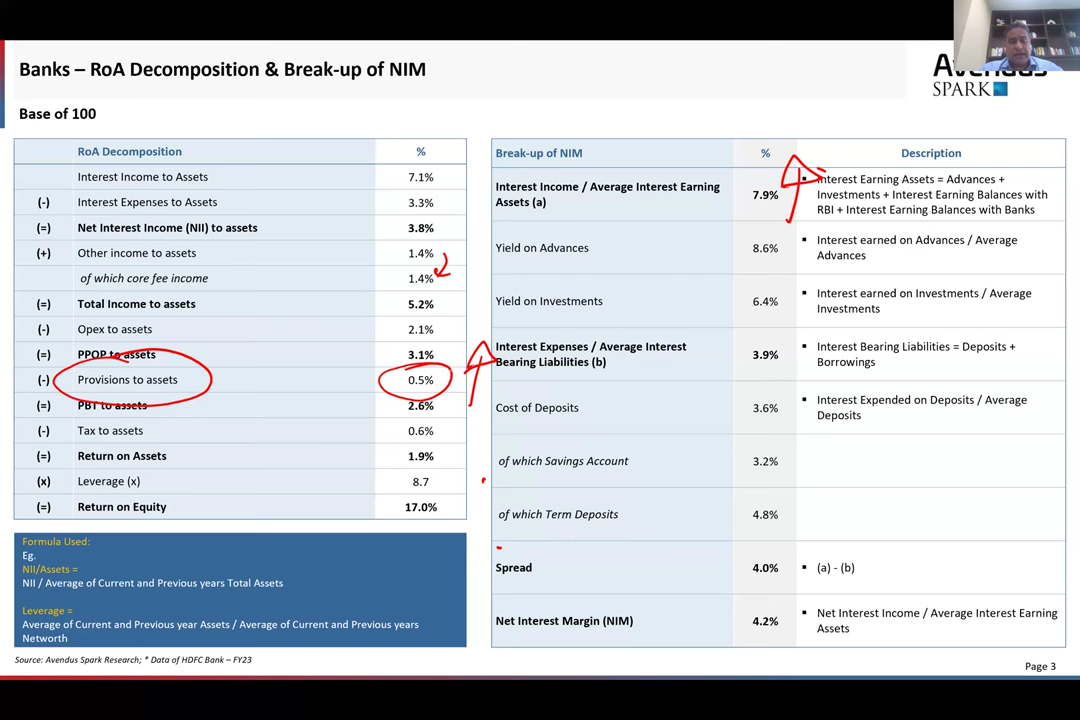 Banks – RoA Decomposition & Break-up of NIM
SPARK
Base of 100
RoA Decomposition %
Interest Income to Assets 7.1%
(-) Interest Expenses to Assets 3.3%
(=) Net Interest Income (NII) to assets 3.8%
(+) Other income to assets 1.4%
of which core fee income 1.4%
(=) Total Income to assets 5.2%
(-) Opex to assets 2.1%
(=) PPOP to assets 3.1%
(-) Provisions to assets 0.5%
(=) PBT to assets 2.6%
(-) Tax to assets 0.6%
(=) Return on Assets 1.9%
(x) Leverage (x) 8.7
(=) Return on Equity 17.0%
Formula Used:
Eg.
NII/Assets =
NII / Average of Current and Previous years Total Assets
Leverage =
Average of Current and Previous year Assets / Average of Current and Previous years
Networth
Break-up of NIM % Description
Interest Income / Average Interest Earning
Assets (a) 7.9%
▪ Interest Earning Assets = Advances +
Investments + Interest Earning Balances with
RBI + Interest Earning Balances with Banks
Yield on Advances 8.6%
▪ Interest earned on Advances / Average
Advances
Yield on Investments 6.4%
▪ Interest earned on Investments / Average
Investments
Interest Expenses / Average Interest
Bearing Liabilities (b) 3.9%
▪ Interest Bearing Liabilities = Deposits +
Borrowings
Cost of Deposits 3.6%
▪ Interest Expended on Deposits / Average
Deposits
of which Savings Account 3.2%
of which Term Deposits 4.8%
Spread 4.0% ▪ (a) - (b)
Net Interest Margin (NIM) 4.2%
▪ Net Interest Income / Average Interest Earning
Assets
Source: Avendus Spark Research; * Data of HDFC Bank – FY23
Page 3